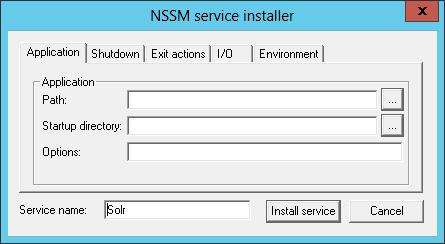 NSSM service installer
x
Application Shutdown Exit actions I/O Environment
Application
Path:
...
Startup directory:
...
Options:
Service name: Solr Install service Cancel